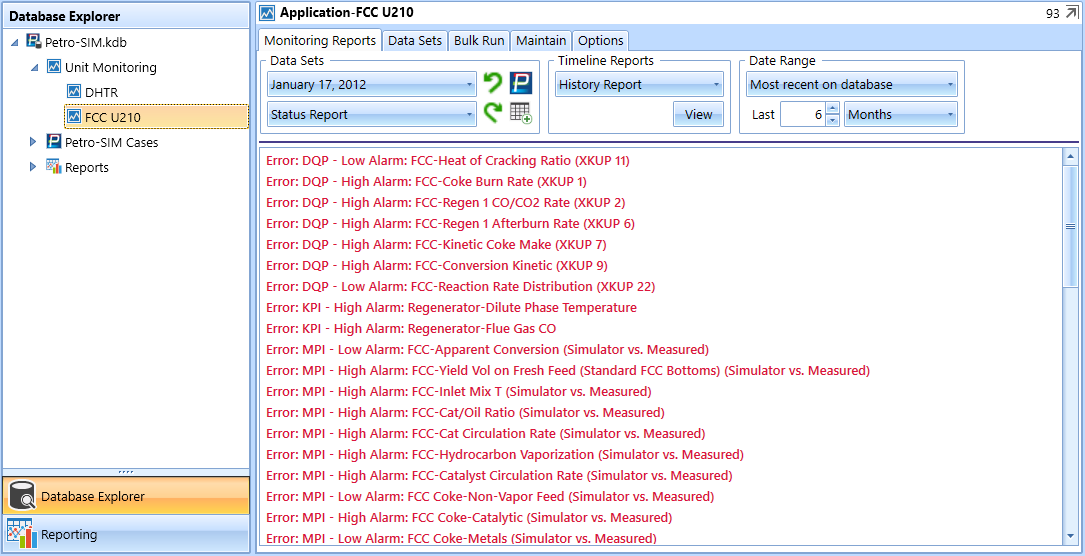 Database Explorer
Petro-SIM.kdb
Unit Monitoring
DHTR
FCC U210
Petro-SIM Cases
Reports
Database Explorer
Reporting
Application-FCC U210
93
Monitoring Reports
Data Sets
Bulk Run
Maintain
Options
Data Sets
January 17, 2012
Status Report
Timeline Reports
History Report
View
Date Range
Most recent on database
Last 6 Months
Error: DQP - Low Alarm: FCC-Heat of Cracking Ratio (XKUP 11)
Error: DQP - High Alarm: FCC-Coke Burn Rate (XKUP 1)
Error: DQP - High Alarm: FCC-Regen 1 CO/CO2 Rate (XKUP 2)
Error: DQP - High Alarm: FCC-Regen 1 Afterburn Rate (XKUP 6)
Error: DQP - High Alarm: FCC-Kinetic Coke Make (XKUP 7)
Error: DQP - High Alarm: FCC-Conversion Kinetic (XKUP 9)
Error: DQP - Low Alarm: FCC-Reaction Rate Distribution (XKUP 22)
Error: KPI - High Alarm: Regenerator-Dilute Phase Temperature
Error: KPI - High Alarm: Regenerator-Flue Gas CO
Error: MPI - Low Alarm: FCC-Apparent Conversion (Simulator vs. Measured)
Error: MPI - High Alarm: FCC-Yield Vol on Fresh Feed (Standard FCC Bottoms) (Simulator vs. Measured)
Error: MPI - High Alarm: FCC-Inlet Mix T (Simulator vs. Measured)
Error: MPI - High Alarm: FCC-Cat/Oil Ratio (Simulator vs. Measured)
Error: MPI - High Alarm: FCC-Cat Circulation Rate (Simulator vs. Measured)
Error: MPI - High Alarm: FCC-Hydrocarbon Vaporization (Simulator vs. Measured)
Error: MPI - High Alarm: FCC-Catalyst Circulation Rate (Simulator vs. Measured)
Error: MPI - Low Alarm: FCC Coke-Non-Vapor Feed (Simulator vs. Measured)
Error: MPI - High Alarm: FCC Coke-Catalytic (Simulator vs. Measured)
Error: MPI - Low Alarm: FCC Coke-Metals (Simulator vs. Measured)